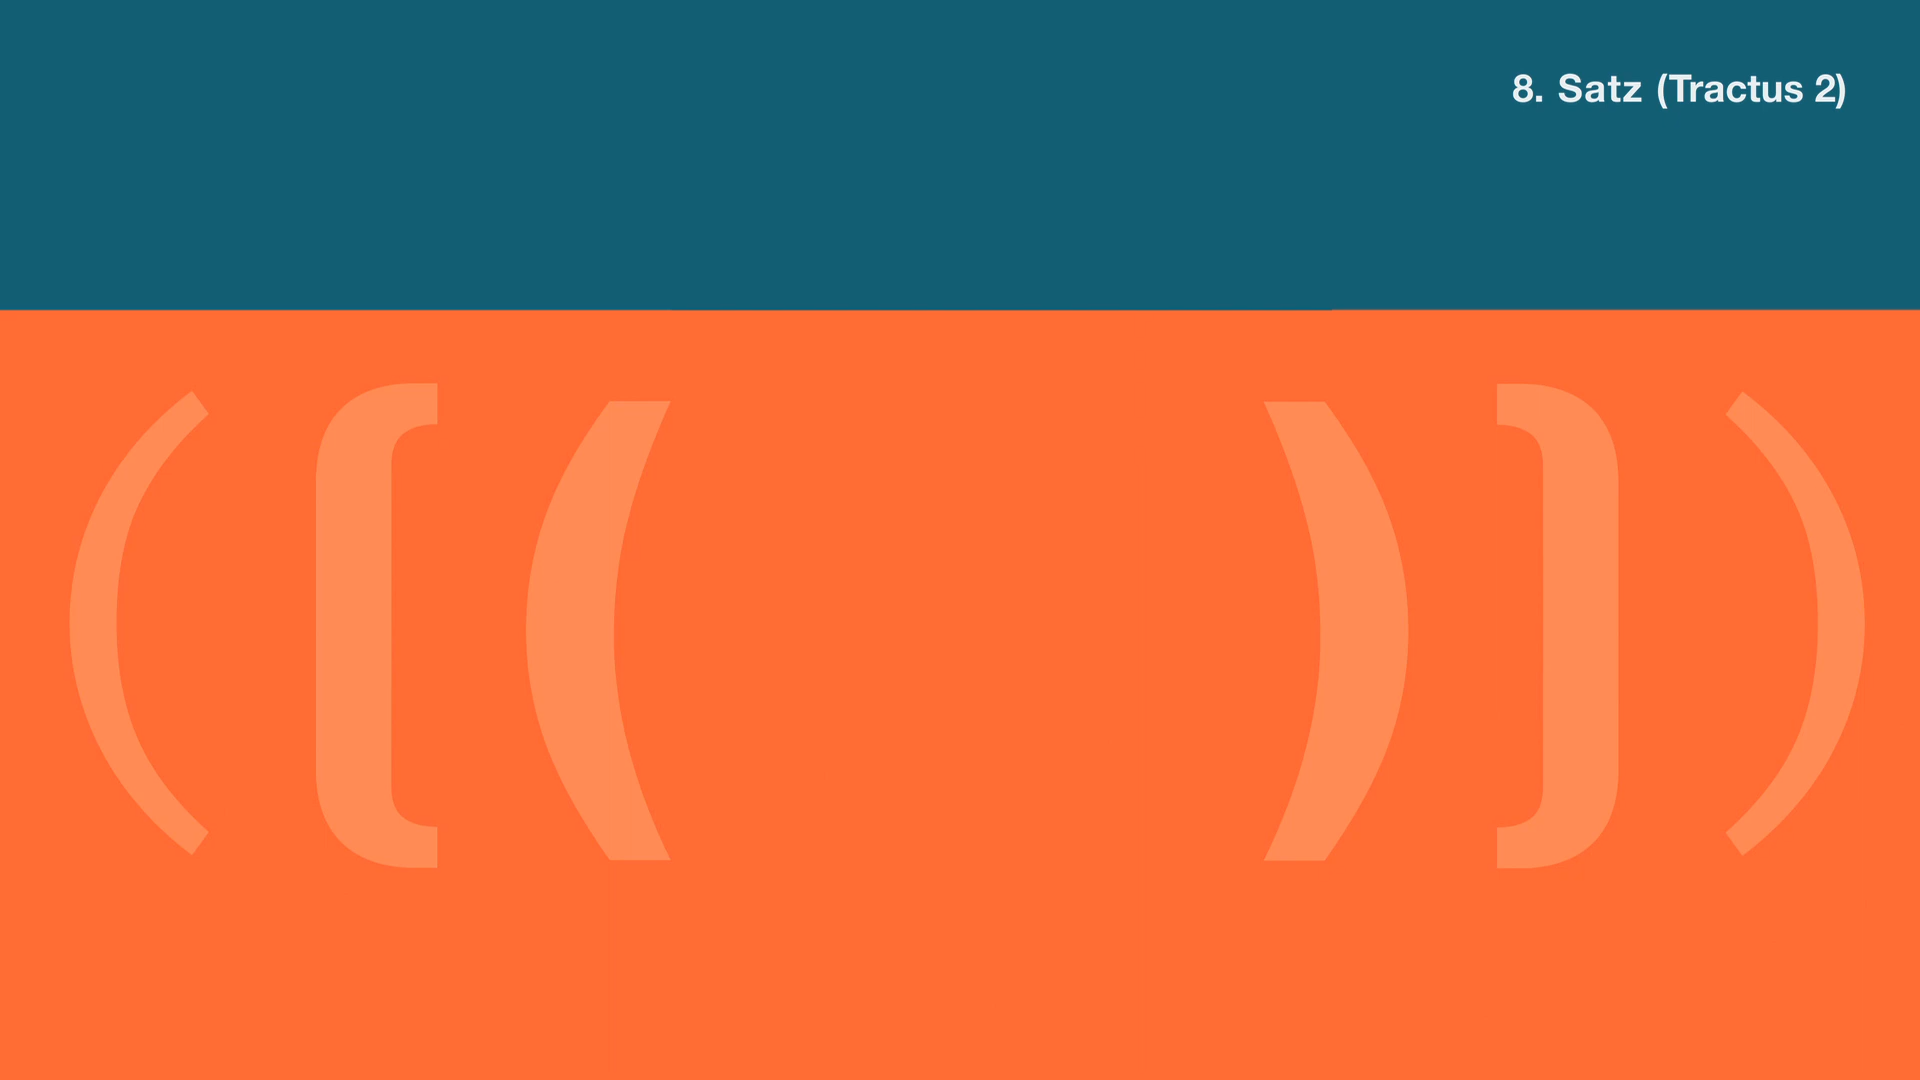 8. Satz (Tractus 2)
( [ ( ) ] )